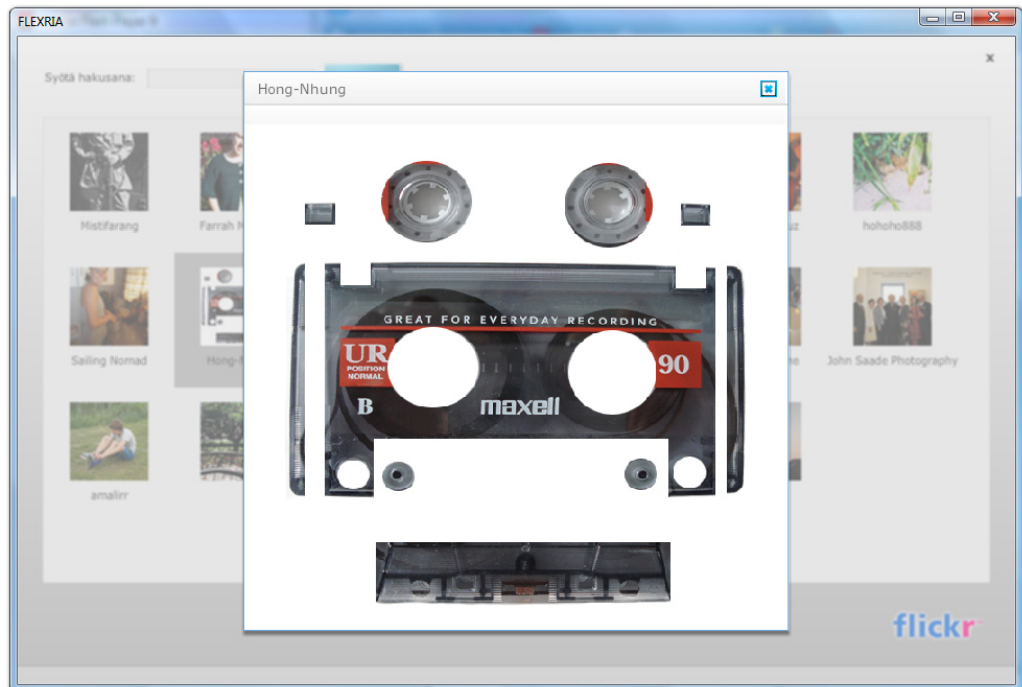 FLEXRIA
x
Syötä hakusana:
Hong-Nhung
Mistifarang
Farrah
hohoho888
GREAT FOR EVERYDAY RECORDING
UR
POSITION
NORMAL
90
B
maxell
Sailing Nomad
John Saade Photography
amalirr
flickr